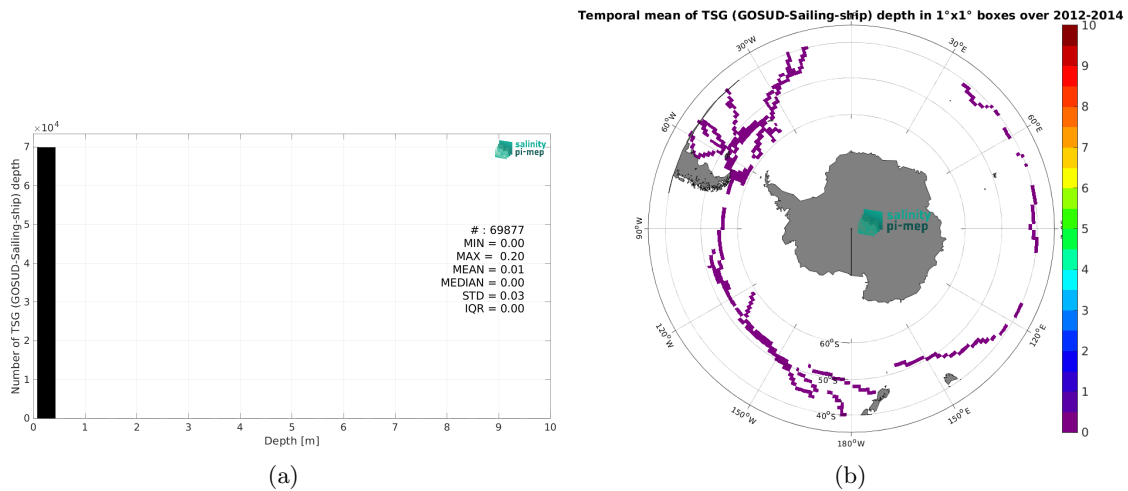 Temporal mean of TSG (GOSUD-Sailing-ship) depth in 1°x1° boxes over 2012-2014
×10⁴
7
6
5
4
3
2
1
0
Number of TSG (GOSUD-Sailing-ship) depth
0 1 2 3 4 5 6 7 8 9 10
Depth [m]
salinity
pi-mep
# : 69877
MIN = 0.00
MAX = 0.20
MEAN = 0.01
MEDIAN = 0.00
STD = 0.03
IQR = 0.00
(a)
30°W
30°E
60°W
60°E
90°W
120°W
120°E
150°W
150°E
180°W
60°S
50°S
40°S
salinity
pi-mep
10
9
8
7
6
5
4
3
2
1
0
(b)